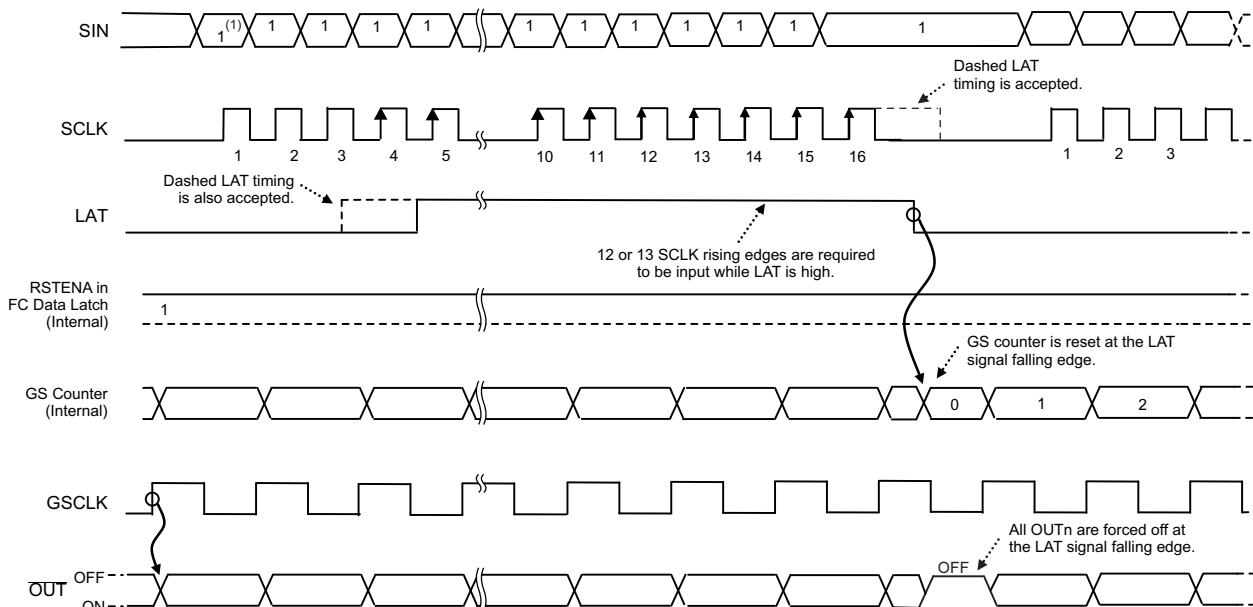 SIN
1(1) 1 1 1 1 1 1 1 1 1 1 1
Dashed LAT
timing is accepted.
SCLK
1 2 3 4 5 10 11 12 13 14 15 16 1 2 3
Dashed LAT timing
is also accepted.
LAT
12 or 13 SCLK rising edges are required
to be input while LAT is high.
RSTENA in
FC Data Latch
(Internal)
1
GS counter is reset at the LAT
signal falling edge.
GS Counter
(Internal)
0 1 2
GSCLK
All OUTn are forced off at
the LAT signal falling edge.
OUT
OFF
OFF
ON